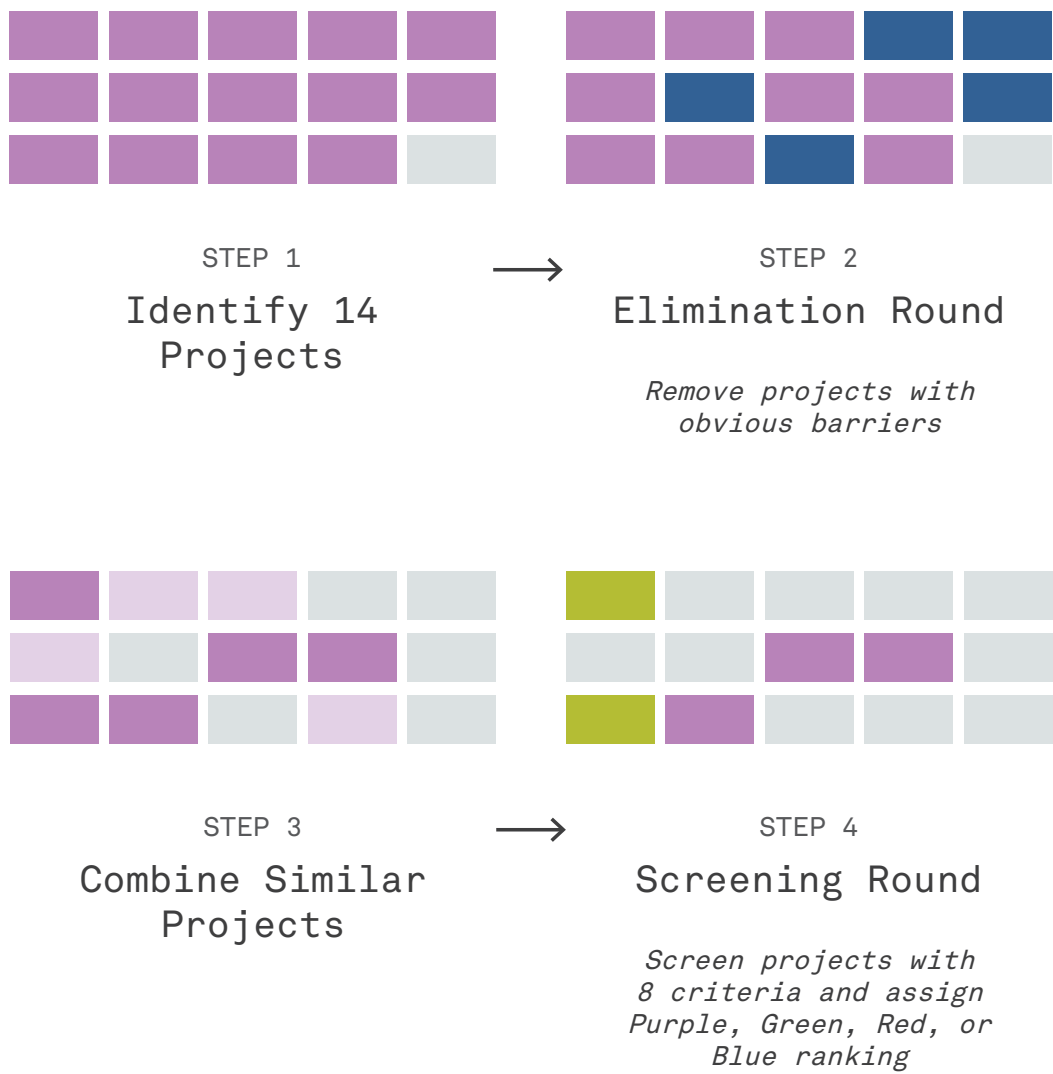 STEP 1
Identify 14
Projects
STEP 2
Elimination Round
Remove projects with
obvious barriers
STEP 3
Combine Similar
Projects
STEP 4
Screening Round
Screen projects with
8 criteria and assign
Purple, Green, Red, or
Blue ranking